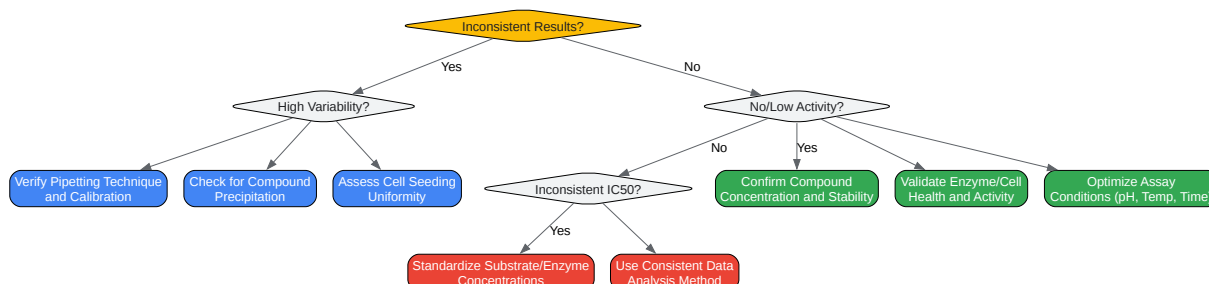 Inconsistent Results?
Yes
No
High Variability?
No/Low Activity?
No
Yes
Verify Pipetting Technique
and Calibration
Check for Compound
Precipitation
Assess Cell Seeding
Uniformity
Inconsistent IC50?
Confirm Compound
Concentration and Stability
Validate Enzyme/Cell
Health and Activity
Optimize Assay
Conditions (pH, Temp, Time
Yes
Standardize Substrate/Enzyme
Concentrations
Use Consistent Data
Analysis Method